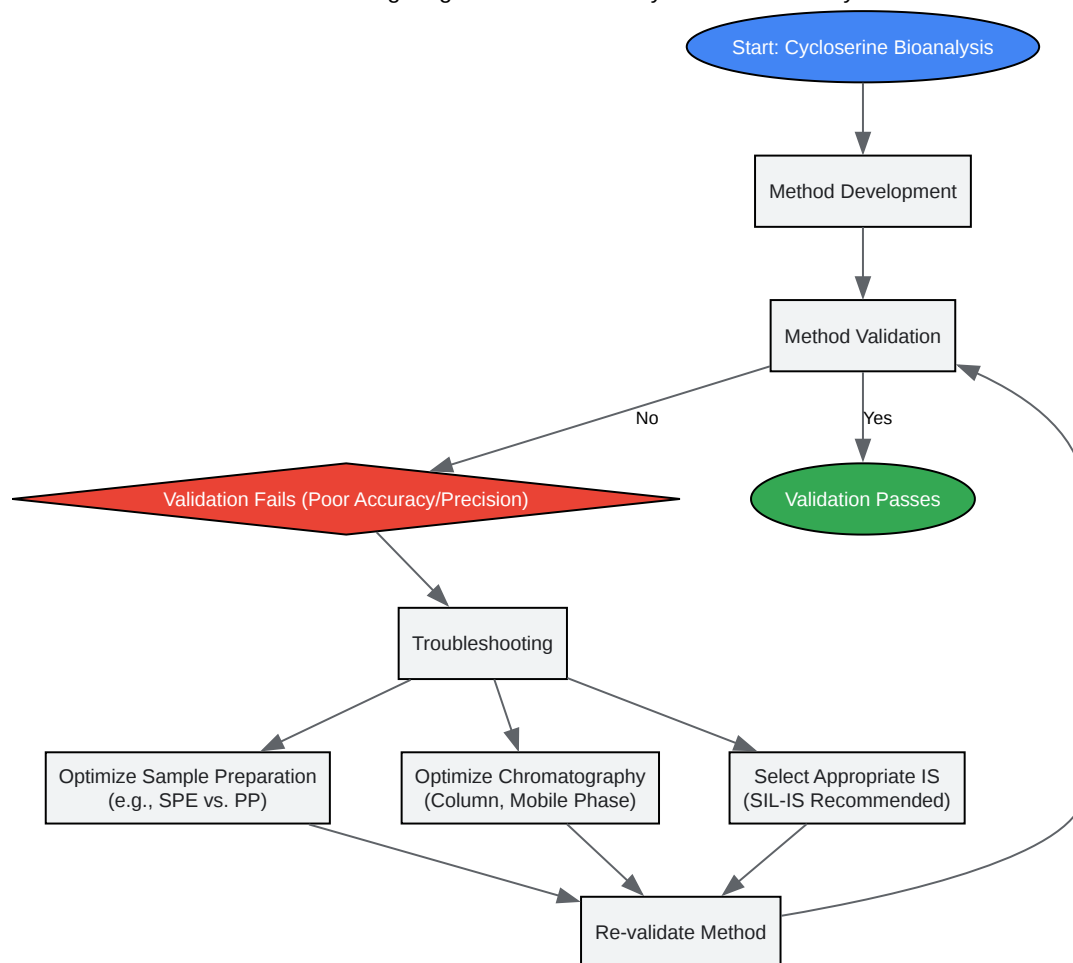 Start: Cycloserine Bioanalysis
Method Development
Method Validation
No
Yes
Validation Fails (Poor Accuracy/Precision)
Validation Passes
Troubleshooting
Optimize Sample Preparation
(e.g., SPE vs. PP)
Optimize Chromatography
(Column, Mobile Phase)
Select Appropriate IS
(SIL-IS Recommended)
Re-validate Method